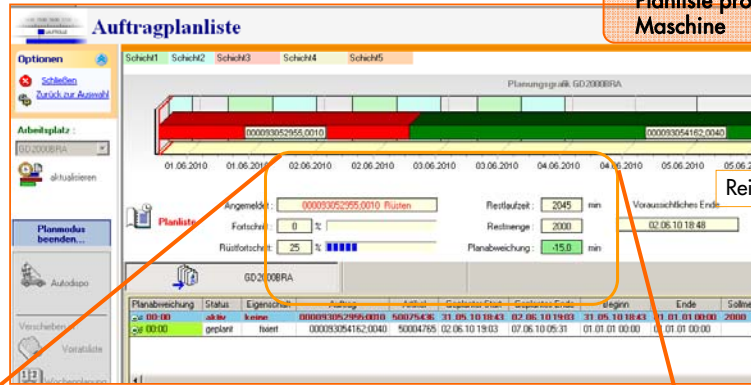 Planliste pro
Maschine
Auftragplanliste
Optionen
Schließen
Zurück zur Auswahl
Arbeitsplatz :
GD2000BRA
aktualisieren
Planmodus
beenden...
Autodispo
Verschieben
Vorratsliste
Wochenplanung
Schicht1 Schicht2 Schicht3 Schicht4 Schicht5
Planungsgrafik GD2000BRA
000093052955,0010
000093054162,0040
01.06.2010 01.06.2010 02.06.2010 02.06.2010 03.06.2010 03.06.2010 04.06.2010 04.06.2010 05.06.2010 05.06.2
Rei
Planliste
Angemeldet : 000093052955;0010 Rüsten
Fortschritt : 0 %
Rüstfortschritt : 25 %
Restlaufzeit : 2045 min
Restmenge : 2000
Planabweichung : -15.0 min
Voraussichtliches Ende
02.06.10 18:48
GD2000BRA
Planabweichung Status Eigenschaft Auftrag Artikel Geplanter Start Geplantes Ende Beginn Ende Sollme
00:00 aktiv keine 000093052955;0010 50075436 31.05.10 18:43 02.06.10 19:03 31.05.10 18:43 01.01.01 00:00 2000
00:00 geplant fixiert 000093054162;0040 50004765 02.06.10 19:03 07.06.10 05:31 01.01.01 00:00 01.01.01 00:00